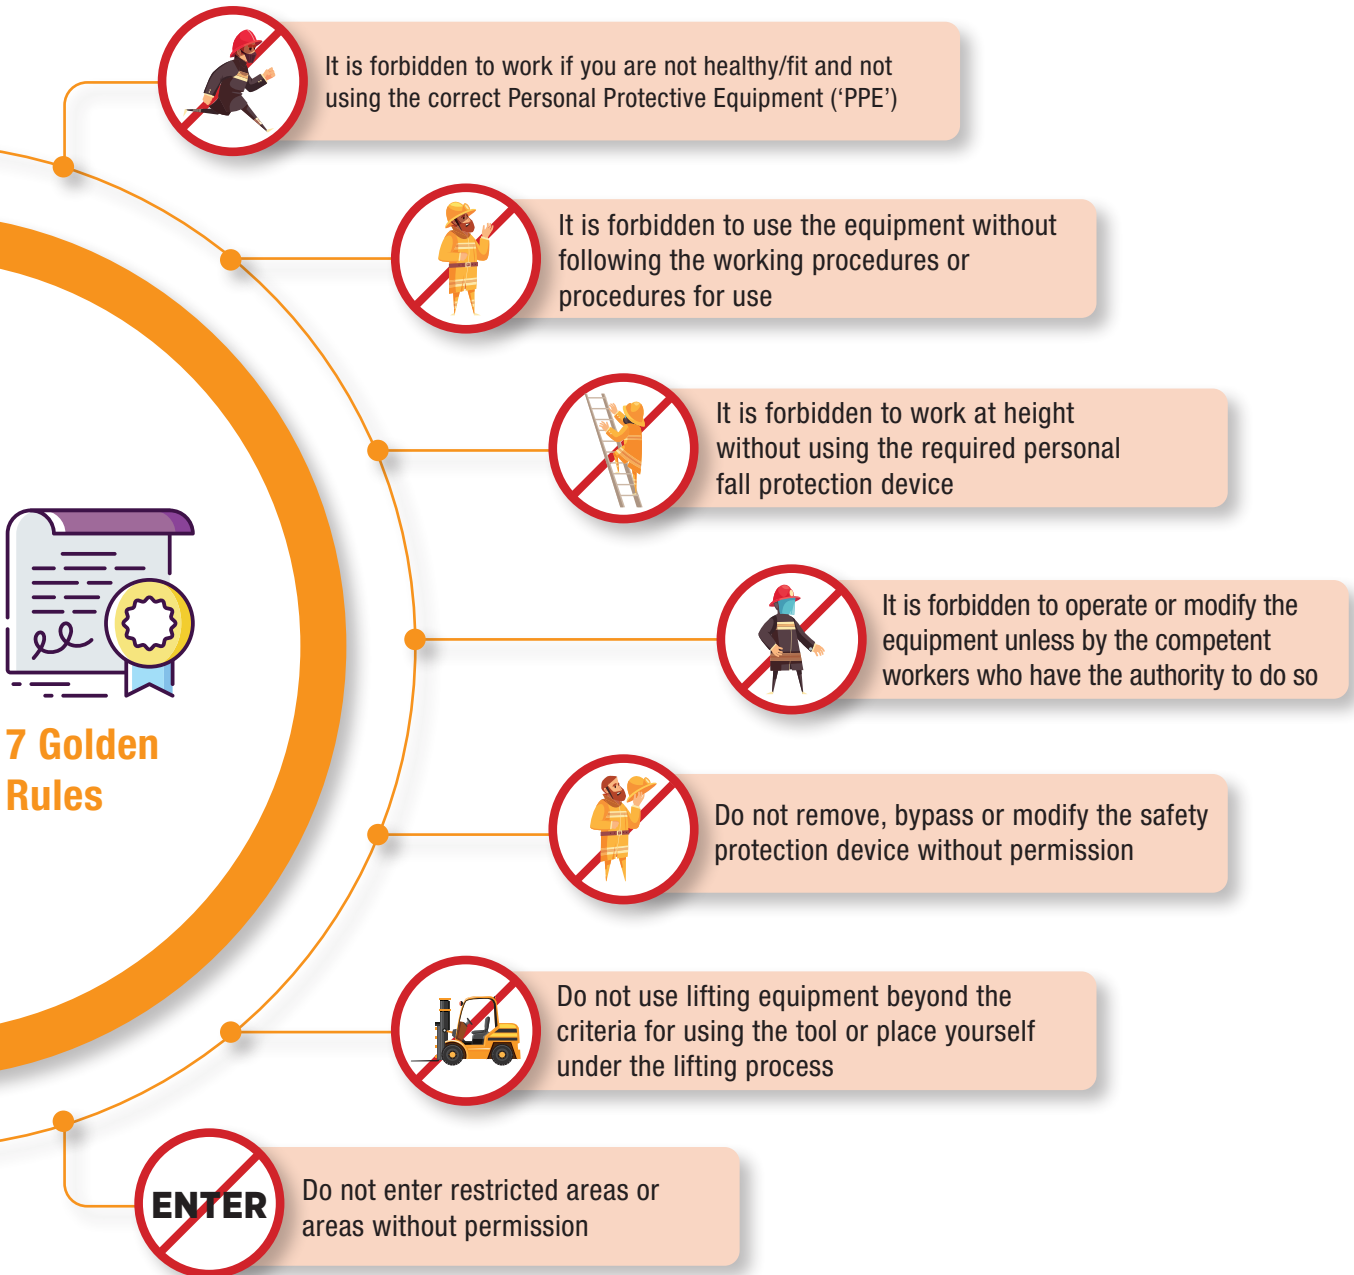 It is forbidden to work if you are not healthy/fit and not
using the correct Personal Protective Equipment (‘PPE’)
It is forbidden to use the equipment without
following the working procedures or
procedures for use
It is forbidden to work at height
without using the required personal
fall protection device
It is forbidden to operate or modify the
equipment unless by the competent
workers who have the authority to do so
7 Golden
Rules
Do not remove, bypass or modify the safety
protection device without permission
Do not use lifting equipment beyond the
criteria for using the tool or place yourself
under the lifting process
ENTER
Do not enter restricted areas or
areas without permission